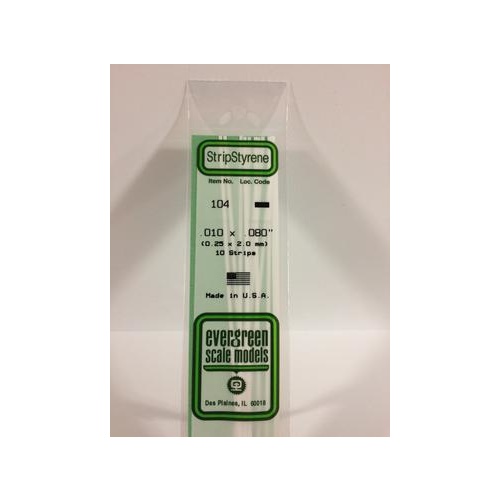 StripStyrene
Item No. Loc. Code
104
.010 x .080"
(0.25 x 2.0 mm)
10 Strips
Made in U.S.A.
evergreen
scale models
Des Plaines, IL 60018